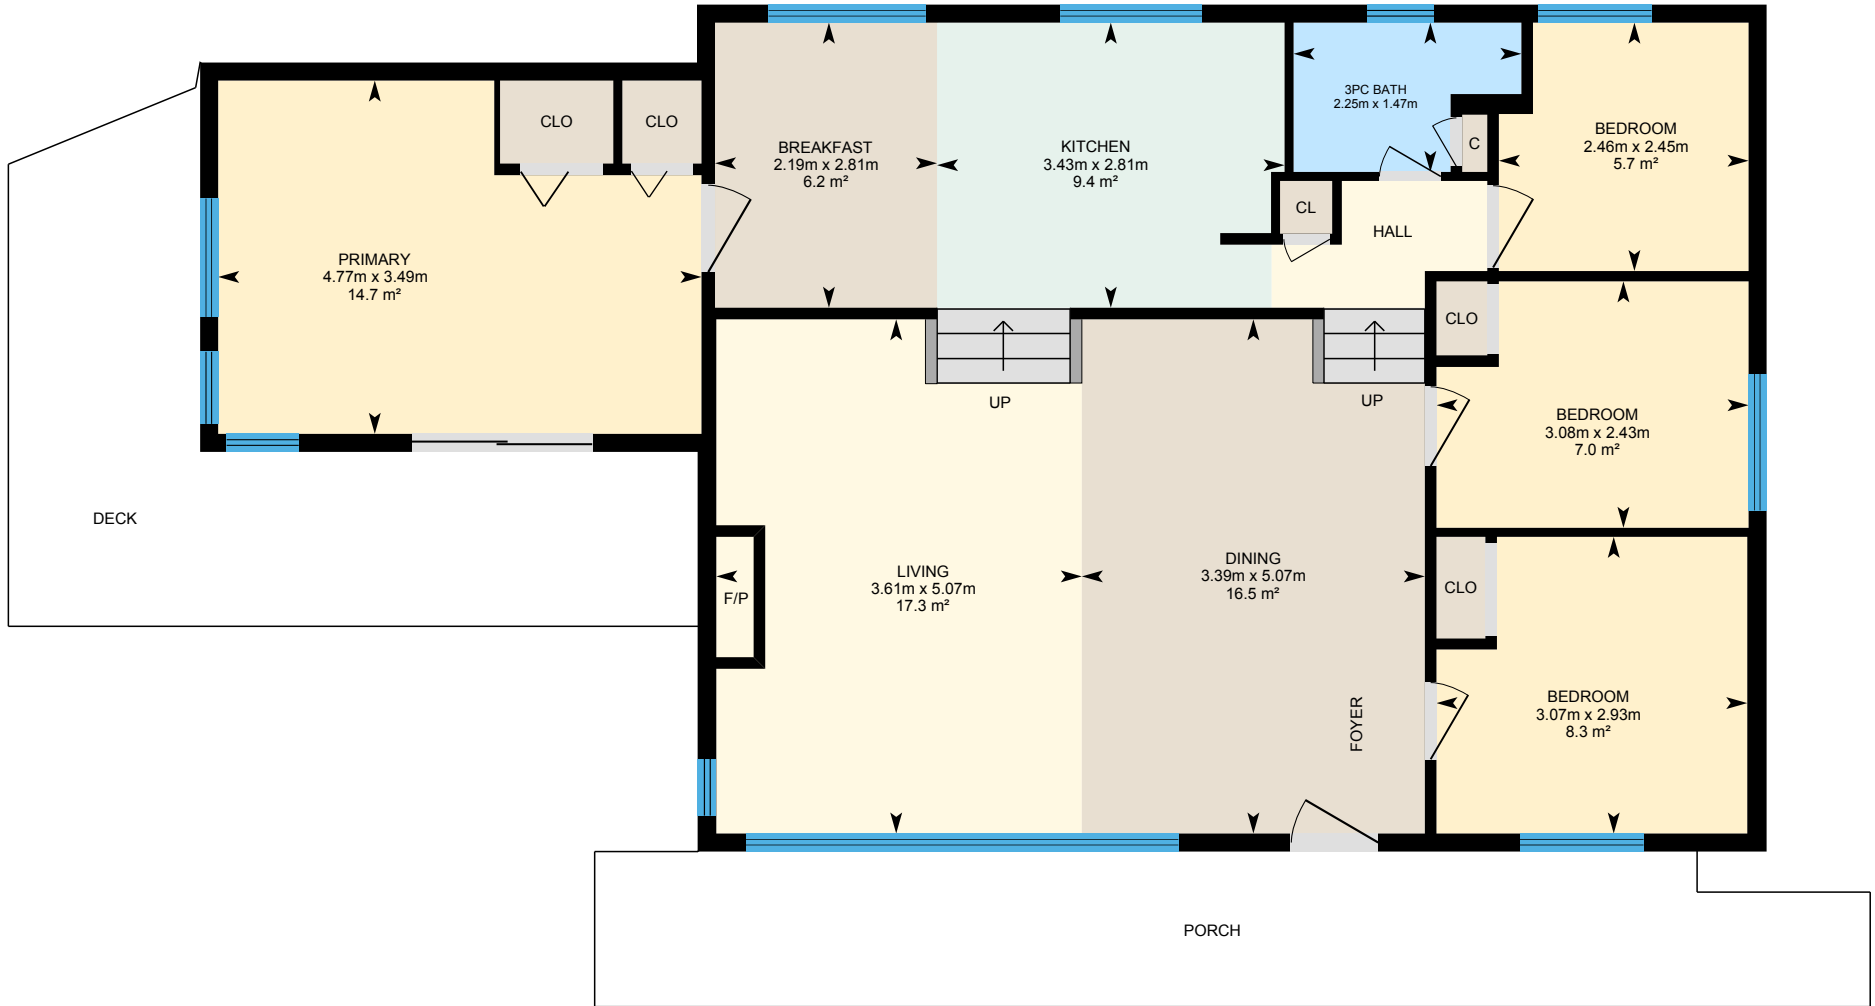 CLO
CLO
BREAKFAST
2.19m x 2.81m
6.2 m²
KITCHEN
3.43m x 2.81m
9.4 m²
3PC BATH
2.25m x 1.47m
C
BEDROOM
2.46m x 2.45m
5.7 m²
CL
HALL
PRIMARY
4.77m x 3.49m
14.7 m²
CLO
UP
UP
BEDROOM
3.08m x 2.43m
7.0 m²
DECK
LIVING
3.61m x 5.07m
17.3 m²
F/P
DINING
3.39m x 5.07m
16.5 m²
CLO
FOYER
BEDROOM
3.07m x 2.93m
8.3 m²
PORCH